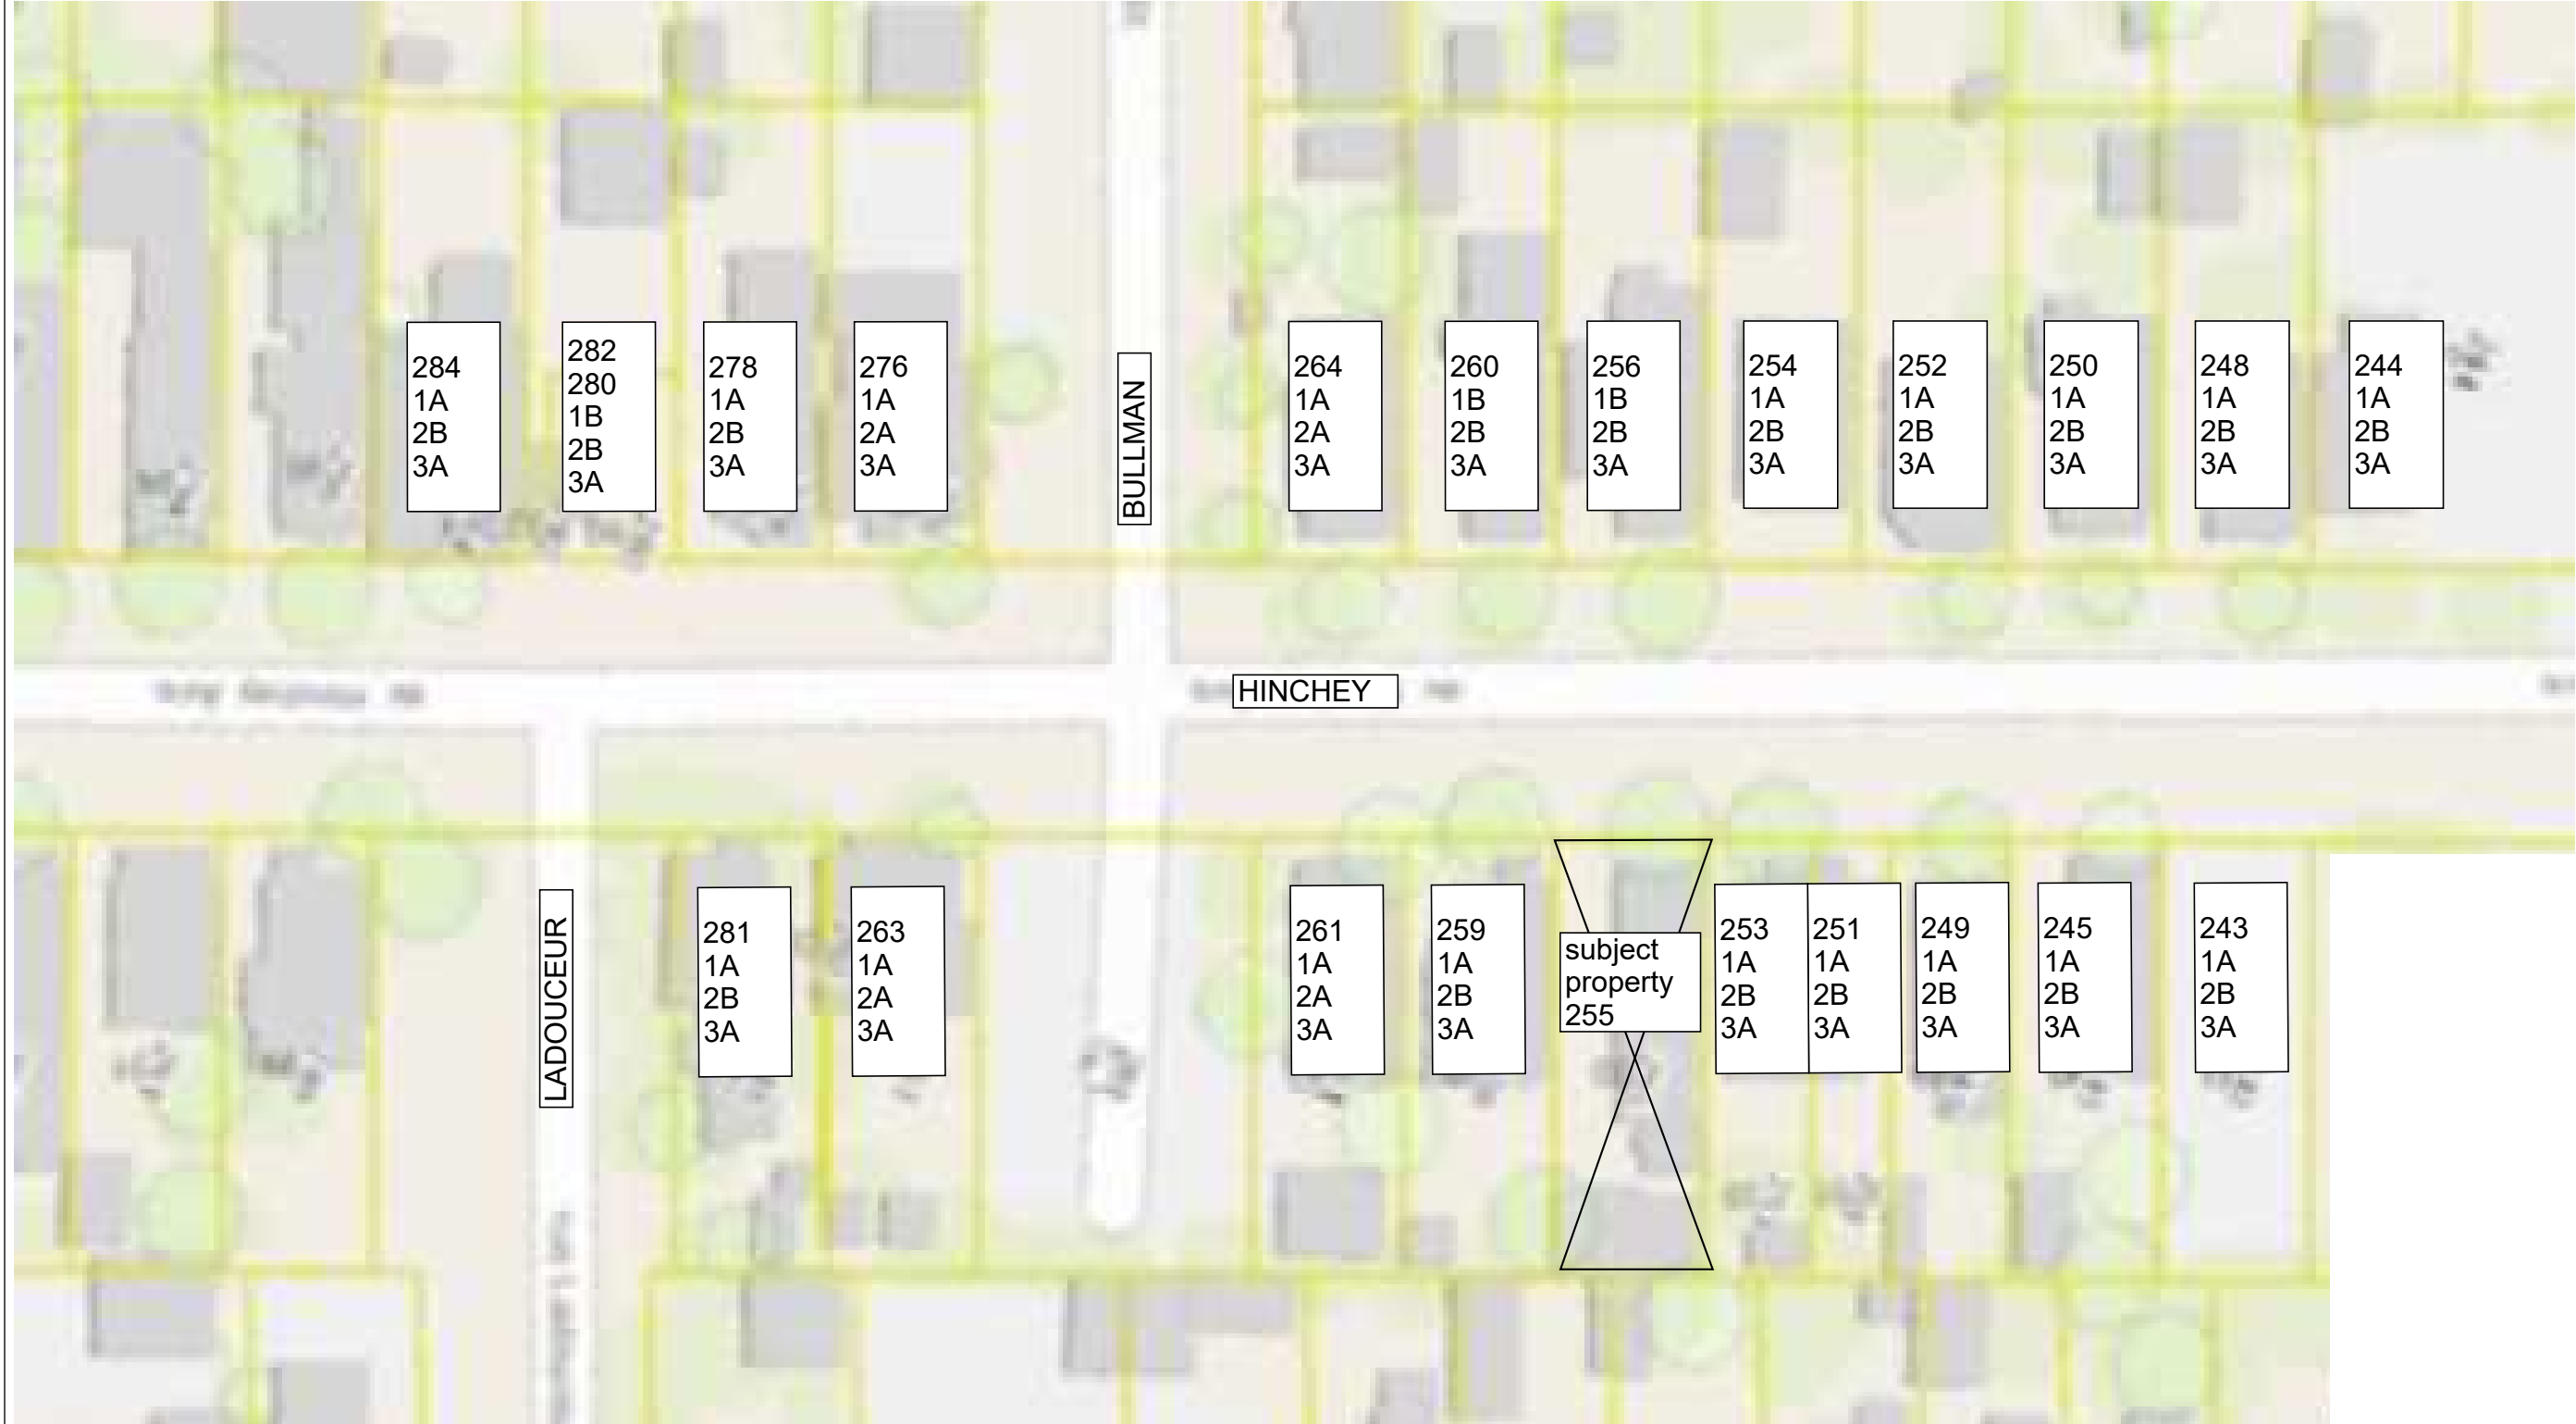 284
1A
2B
3A
282
280
1B
2B
3A
278
1A
2B
3A
276
1A
2A
3A
BULLMAN
264
1A
2A
3A
260
1B
2B
3A
256
1B
2B
3A
254
1A
2B
3A
252
1A
2B
3A
250
1A
2B
3A
248
1A
2B
3A
244
1A
2B
3A
HINCHEY
LADOUCEUR
281
1A
2B
3A
263
1A
2A
3A
261
1A
2A
3A
259
1A
2B
3A
subject
property
255
253
1A
2B
3A
251
1A
2B
3A
249
1A
2B
3A
245
1A
2B
3A
243
1A
2B
3A